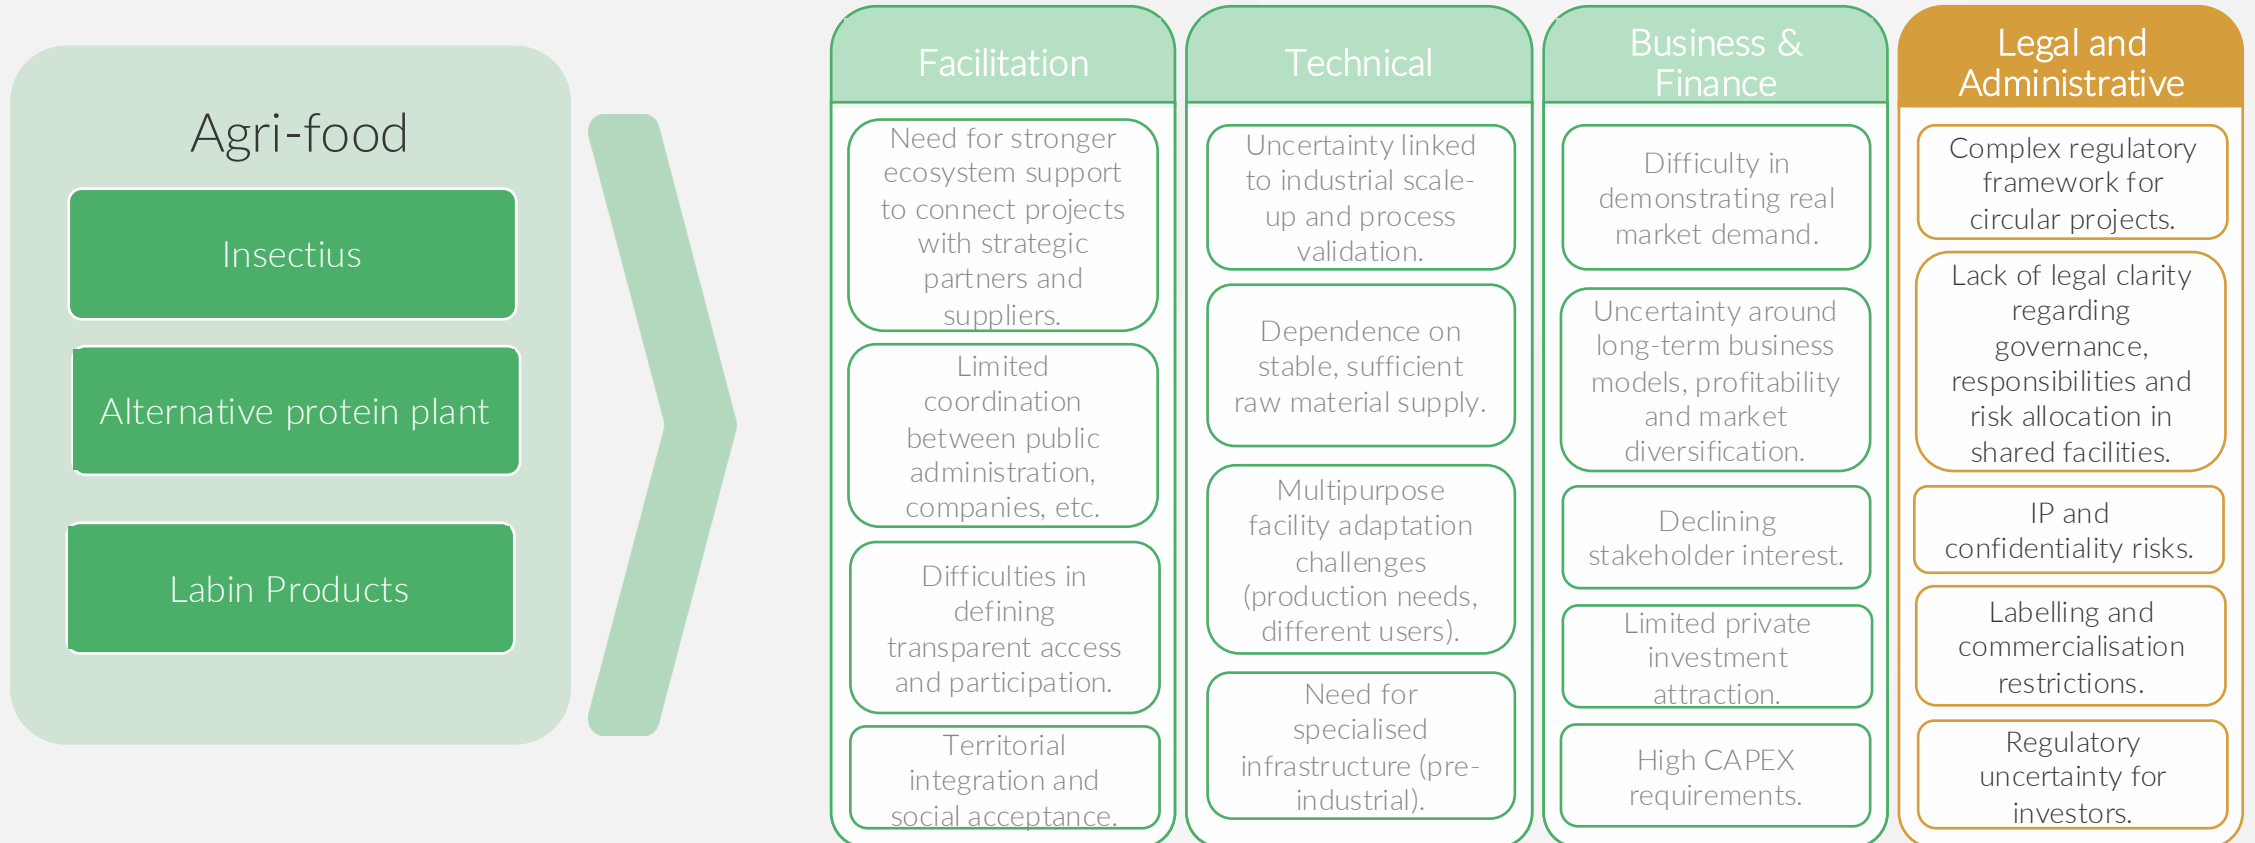 Agri-food
Insectius
Alternative protein plant
Labin Products
Facilitation
Need for stronger
ecosystem support
to connect projects
with strategic
partners and
suppliers.
Limited
coordination
between public
administration,
companies, etc.
Difficulties in
defining
transparent access
and participation.
Territorial
integration and
social acceptance.
Technical
Uncertainty linked
to industrial scale-
up and process
validation.
Dependence on
stable, sufficient
raw material supply.
Multipurpose
facility adaptation
challenges
(production needs,
different users).
Need for
specialised
infrastructure (pre-
industrial).
Business &
Finance
Difficulty in
demonstrating real
market demand.
Uncertainty around
long-term business
models, profitability
and market
diversification.
Declining
stakeholder interest.
Limited private
investment
attraction.
High CAPEX
requirements.
Legal and
Administrative
Complex regulatory
framework for
circular projects.
Lack of legal clarity
regarding
governance,
responsibilities and
risk allocation in
shared facilities.
IP and
confidentiality risks.
Labelling and
commercialisation
restrictions.
Regulatory
uncertainty for
investors.